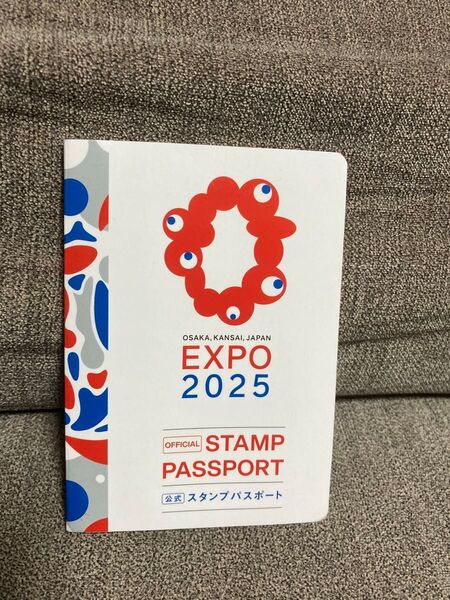 OSAKA, KANSAI, JAPAN
EXPO
2025
OFFICIAL STAMP
PASSPORT
公式 スタンプパスポート